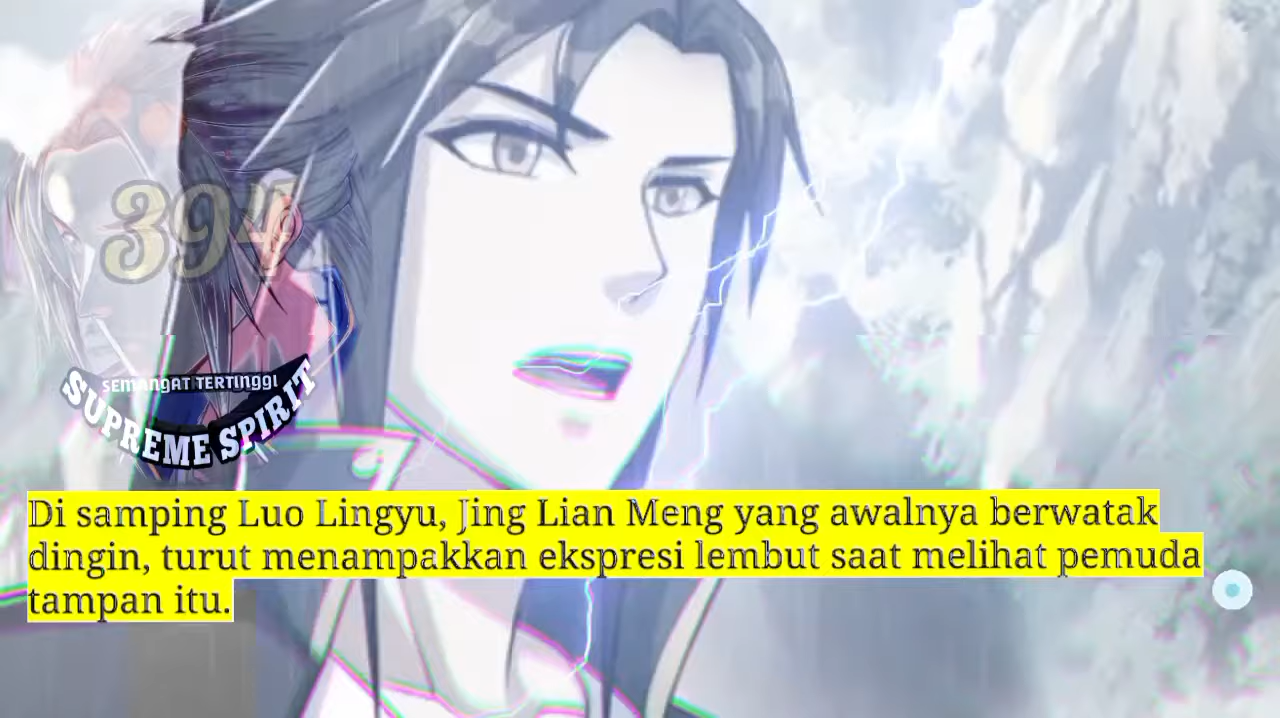 394
SEMANGAT TERTINGGI
SUPREME SPIRIT
Di samping Luo Lingyu, Jing Lian Meng yang awalnya berwatak
dingin, turut menampakkan ekspresi lembut saat melihat pemuda
tampan itu.